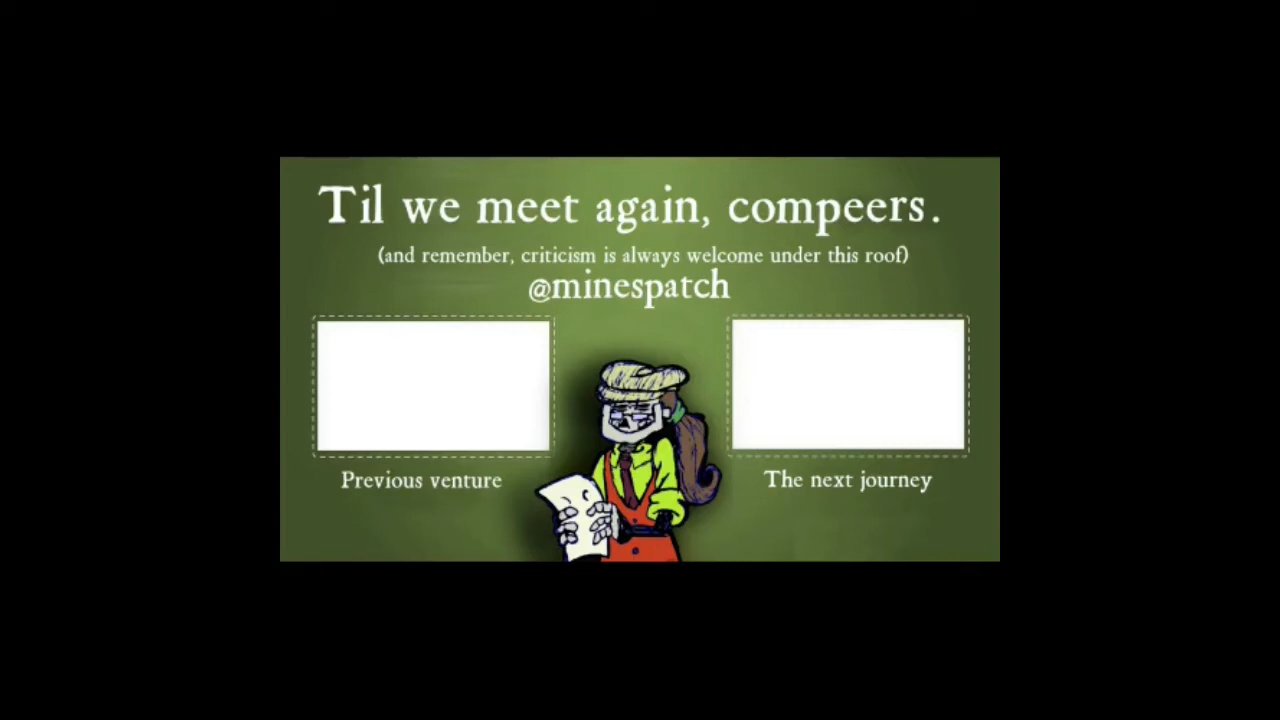 Til we meet again, compeers.
(and remember, criticism is always welcome under this roof)
@minespatch
Previous venture
The next journey